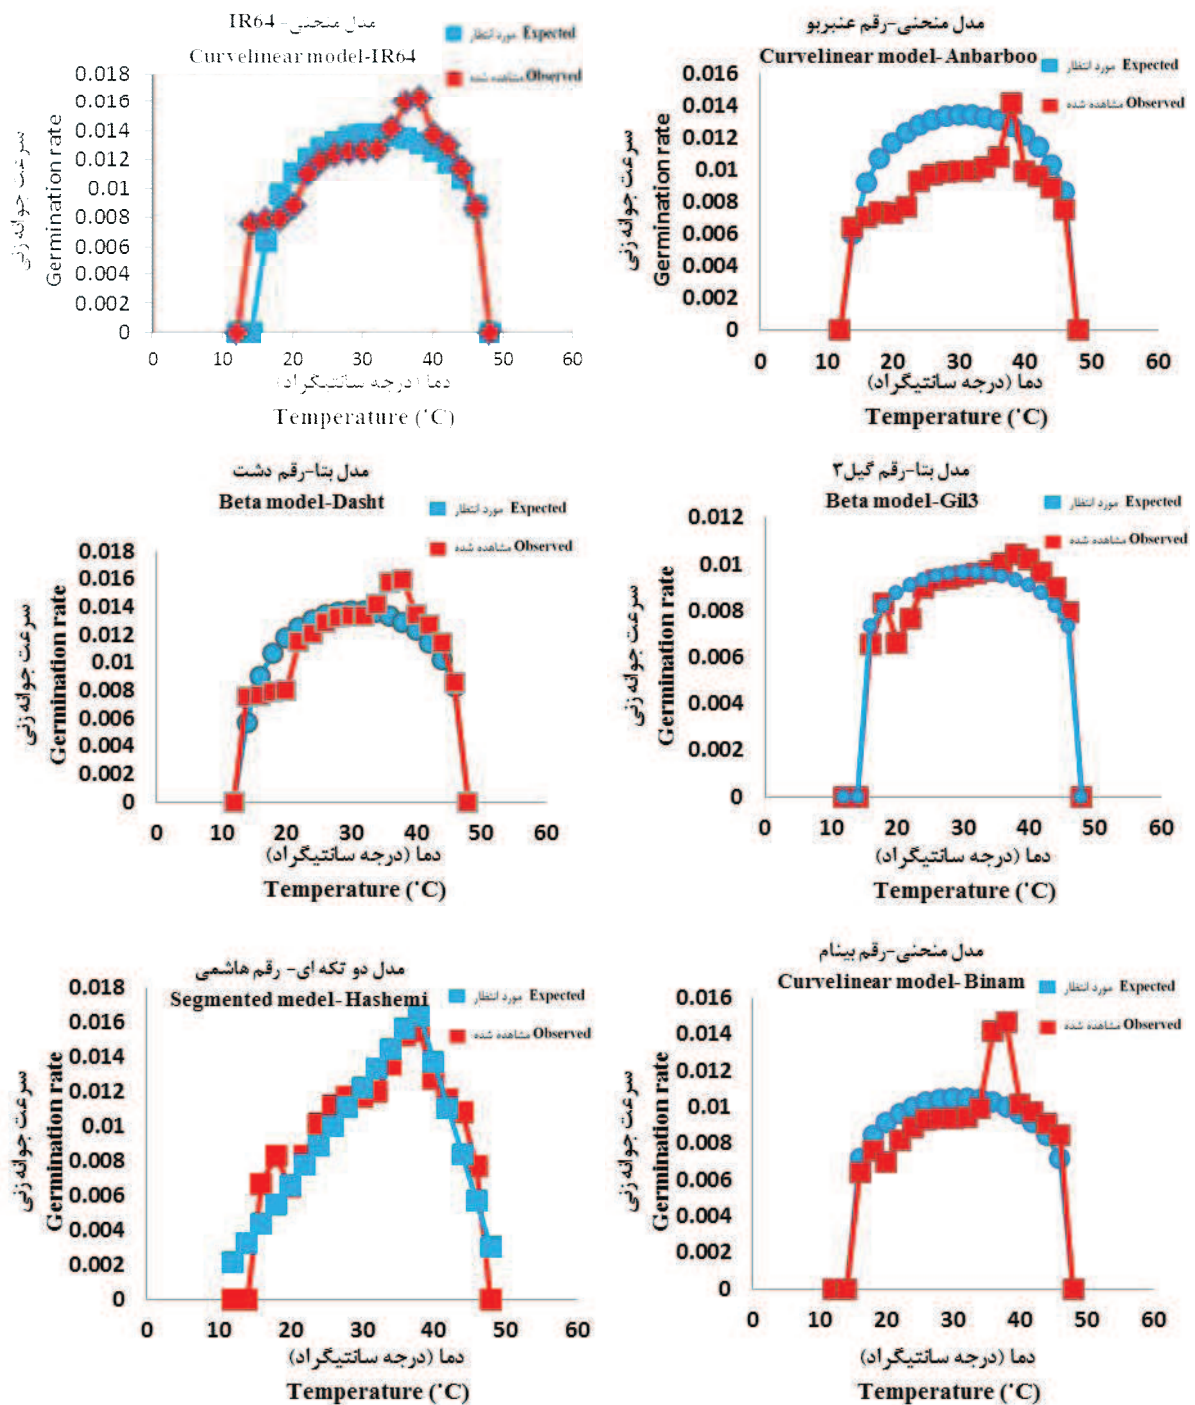 مدل منحنی- IR64
Curvelinear model-IR64
مورد انتظار Expected
مشاهده شده Observed
سرعت جوانه زنی
Germination rate
0.018
0.016
0.014
0.012
0.01
0.008
0.006
0.004
0.002
0
0 10 20 30 40 50 60
دما (درجه سانتیگراد)
Temperature (˚C)
مدل منحنی-رقم عنبربو
Curvelinear model- Anbarboo
مورد انتظار Expected
مشاهده شده Observed
سرعت جوانه زنی
Germination rate
0.016
0.014
0.012
0.01
0.008
0.006
0.004
0.002
0
0 10 20 30 40 50 60
دما (درجه سانتیگراد)
Temperature (˚C)
مدل بتا-رقم دشت
Beta model-Dasht
مورد انتظار Expected
مشاهده شده Observed
سرعت جوانه زنی
Germination rate
0.018
0.016
0.014
0.012
0.01
0.008
0.006
0.004
0.002
0
0 10 20 30 40 50 60
دما (درجه سانتیگراد)
Temperature (˚C)
مدل بتا-رقم گیل۳
Beta model-Gil3
مورد انتظار Expected
مشاهده شده Observed
سرعت جوانه زنی
Germination rate
0.012
0.01
0.008
0.006
0.004
0.002
0
0 10 20 30 40 50 60
دما (درجه سانتیگراد)
Temperature (˚C)
مدل دو تکه ای- رقم هاشمی
Segmented medel- Hashemi
مورد انتظار Expected
مشاهده شده Observed
سرعت جوانه زنی
Germination rate
0.018
0.016
0.014
0.012
0.01
0.008
0.006
0.004
0.002
0
0 10 20 30 40 50 60
دما (درجه سانتیگراد)
Temperature (˚C)
مدل منحنی-رقم بینام
Curvelinear model- Binam
مورد انتظار Expected
مشاهده شده Observed
سرعت جوانه زنی
Germination rate
0.016
0.014
0.012
0.01
0.008
0.006
0.004
0.002
0
0 10 20 30 40 50 60
دما (درجه سانتیگراد)
Temperature (˚C)